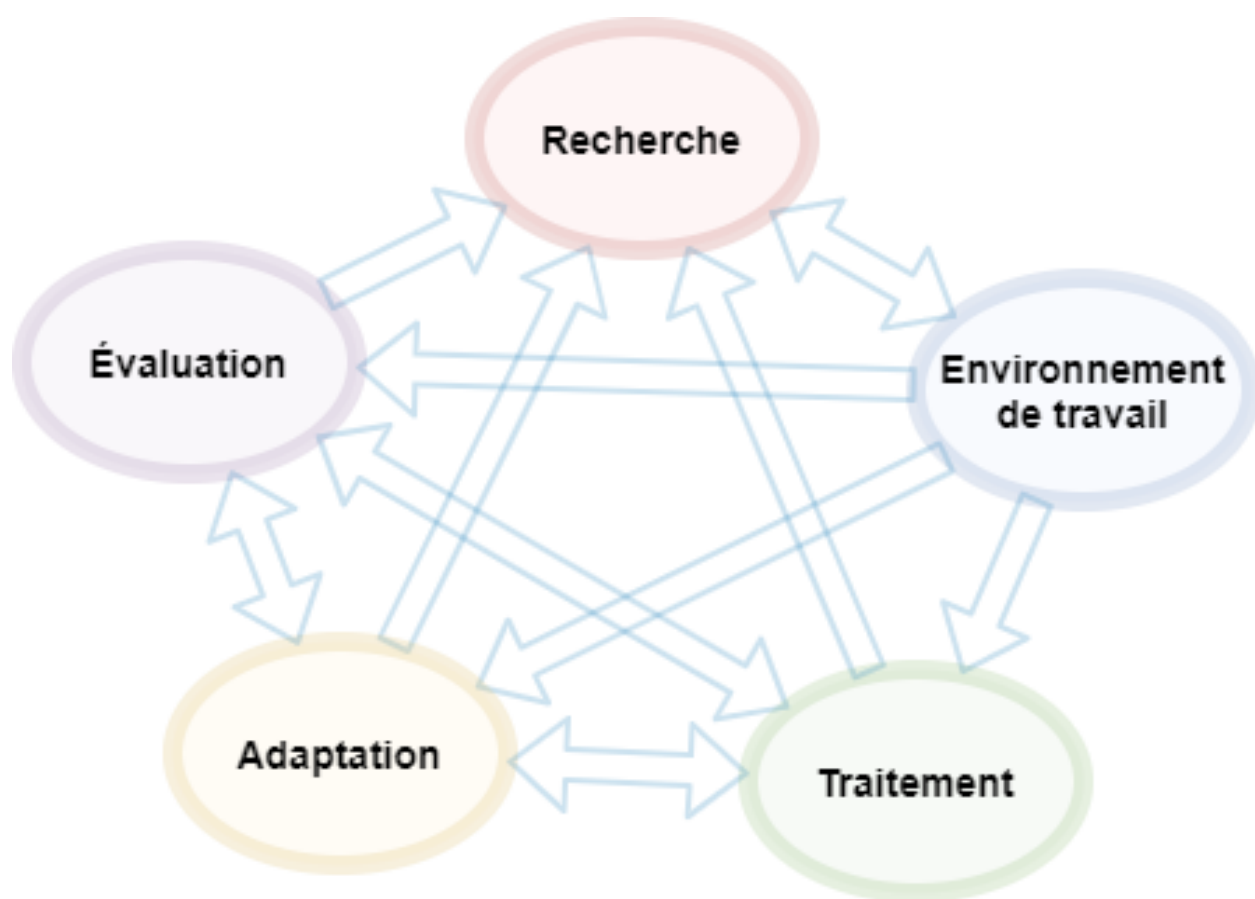 Recherche
Évaluation
Environnement
de travail
Adaptation
Traitement